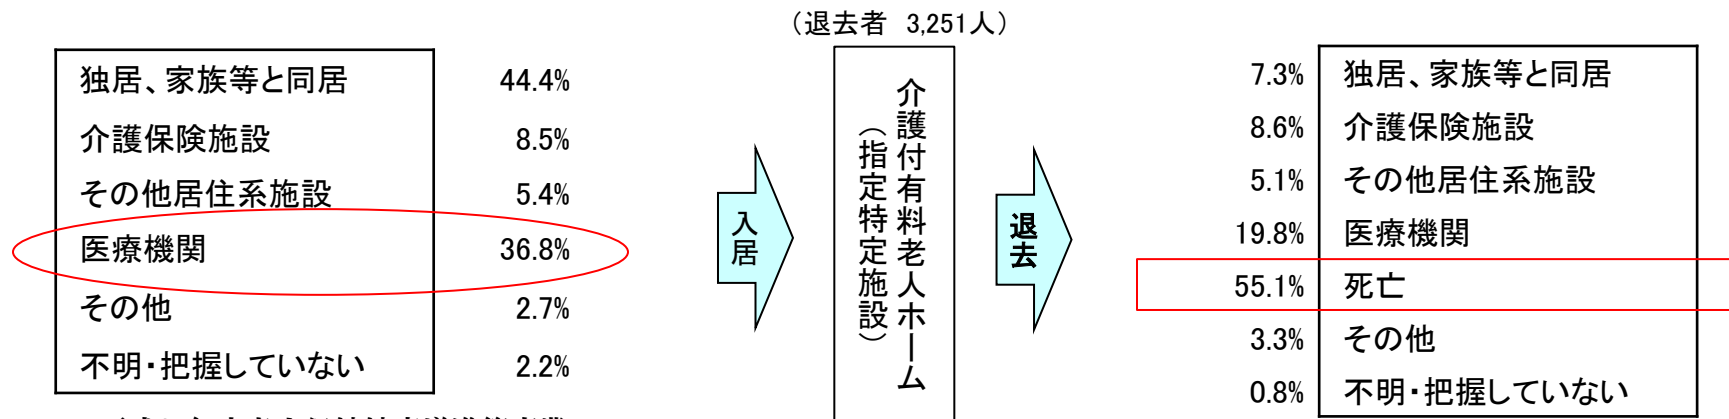 （退去者 3,251人）
独居、家族等と同居 44.4%
介護保険施設 8.5%
その他居住系施設 5.4%
医療機関 36.8%
その他 2.7%
不明・把握していない 2.2%
入居
介護付有料老人ホーム
（指定特定施設）
退去
7.3% 独居、家族等と同居
8.6% 介護保険施設
5.1% その他居住系施設
19.8% 医療機関
55.1% 死亡
3.3% その他
0.8% 不明・把握していない